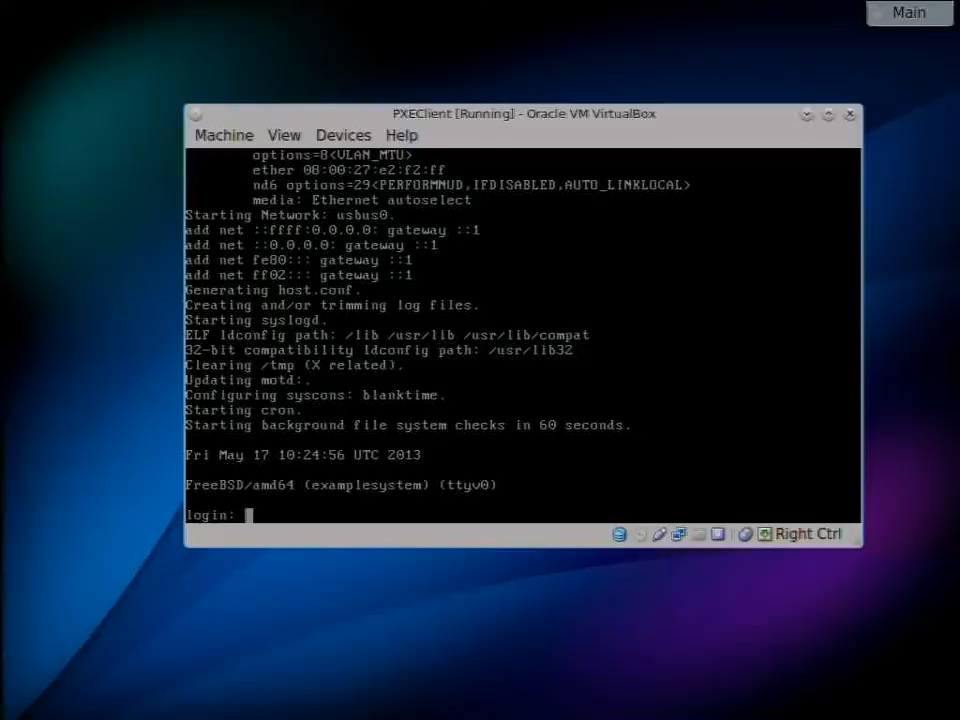 Main
PXEClient [Running] - Oracle VM VirtualBox
Machine View Devices Help
options=8<VLAN_MTU>
ether 08:00:27:e2:f2:ff
nd6 options=29<PERFORMNUD,IFDISABLED,AUTO_LINKLOCAL>
media: Ethernet autoselect
Starting Network: usbus0.
add net ::ffff:0.0.0.0: gateway ::1
add net ::0.0.0.0: gateway ::1
add net fe80::: gateway ::1
add net ff02::: gateway ::1
Generating host.conf.
Creating and/or trimming log files.
Starting syslogd.
ELF ldconfig path: /lib /usr/lib /usr/lib/compat
32-bit compatibility ldconfig path: /usr/lib32
Clearing /tmp (X related).
Updating motd:.
Configuring syscons: blanktime.
Starting cron.
Starting background file system checks in 60 seconds.
Fri May 17 10:24:56 UTC 2013
FreeBSD/amd64 (examplesystem) (ttyv0)
login:
Right Ctrl